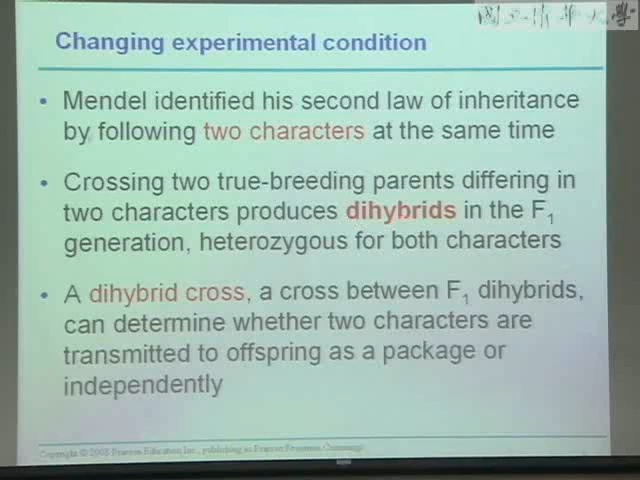 Changing experimental condition
• Mendel identified his second law of inheritance
by following two characters at the same time
• Crossing two true-breeding parents differing in
two characters produces dihybrids in the F₁
generation, heterozygous for both characters
• A dihybrid cross, a cross between F₁ dihybrids,
can determine whether two characters are
transmitted to offspring as a package or
independently
Copyright © 2008 Pearson Education Inc., publishing as Pearson Benjamin Cummings